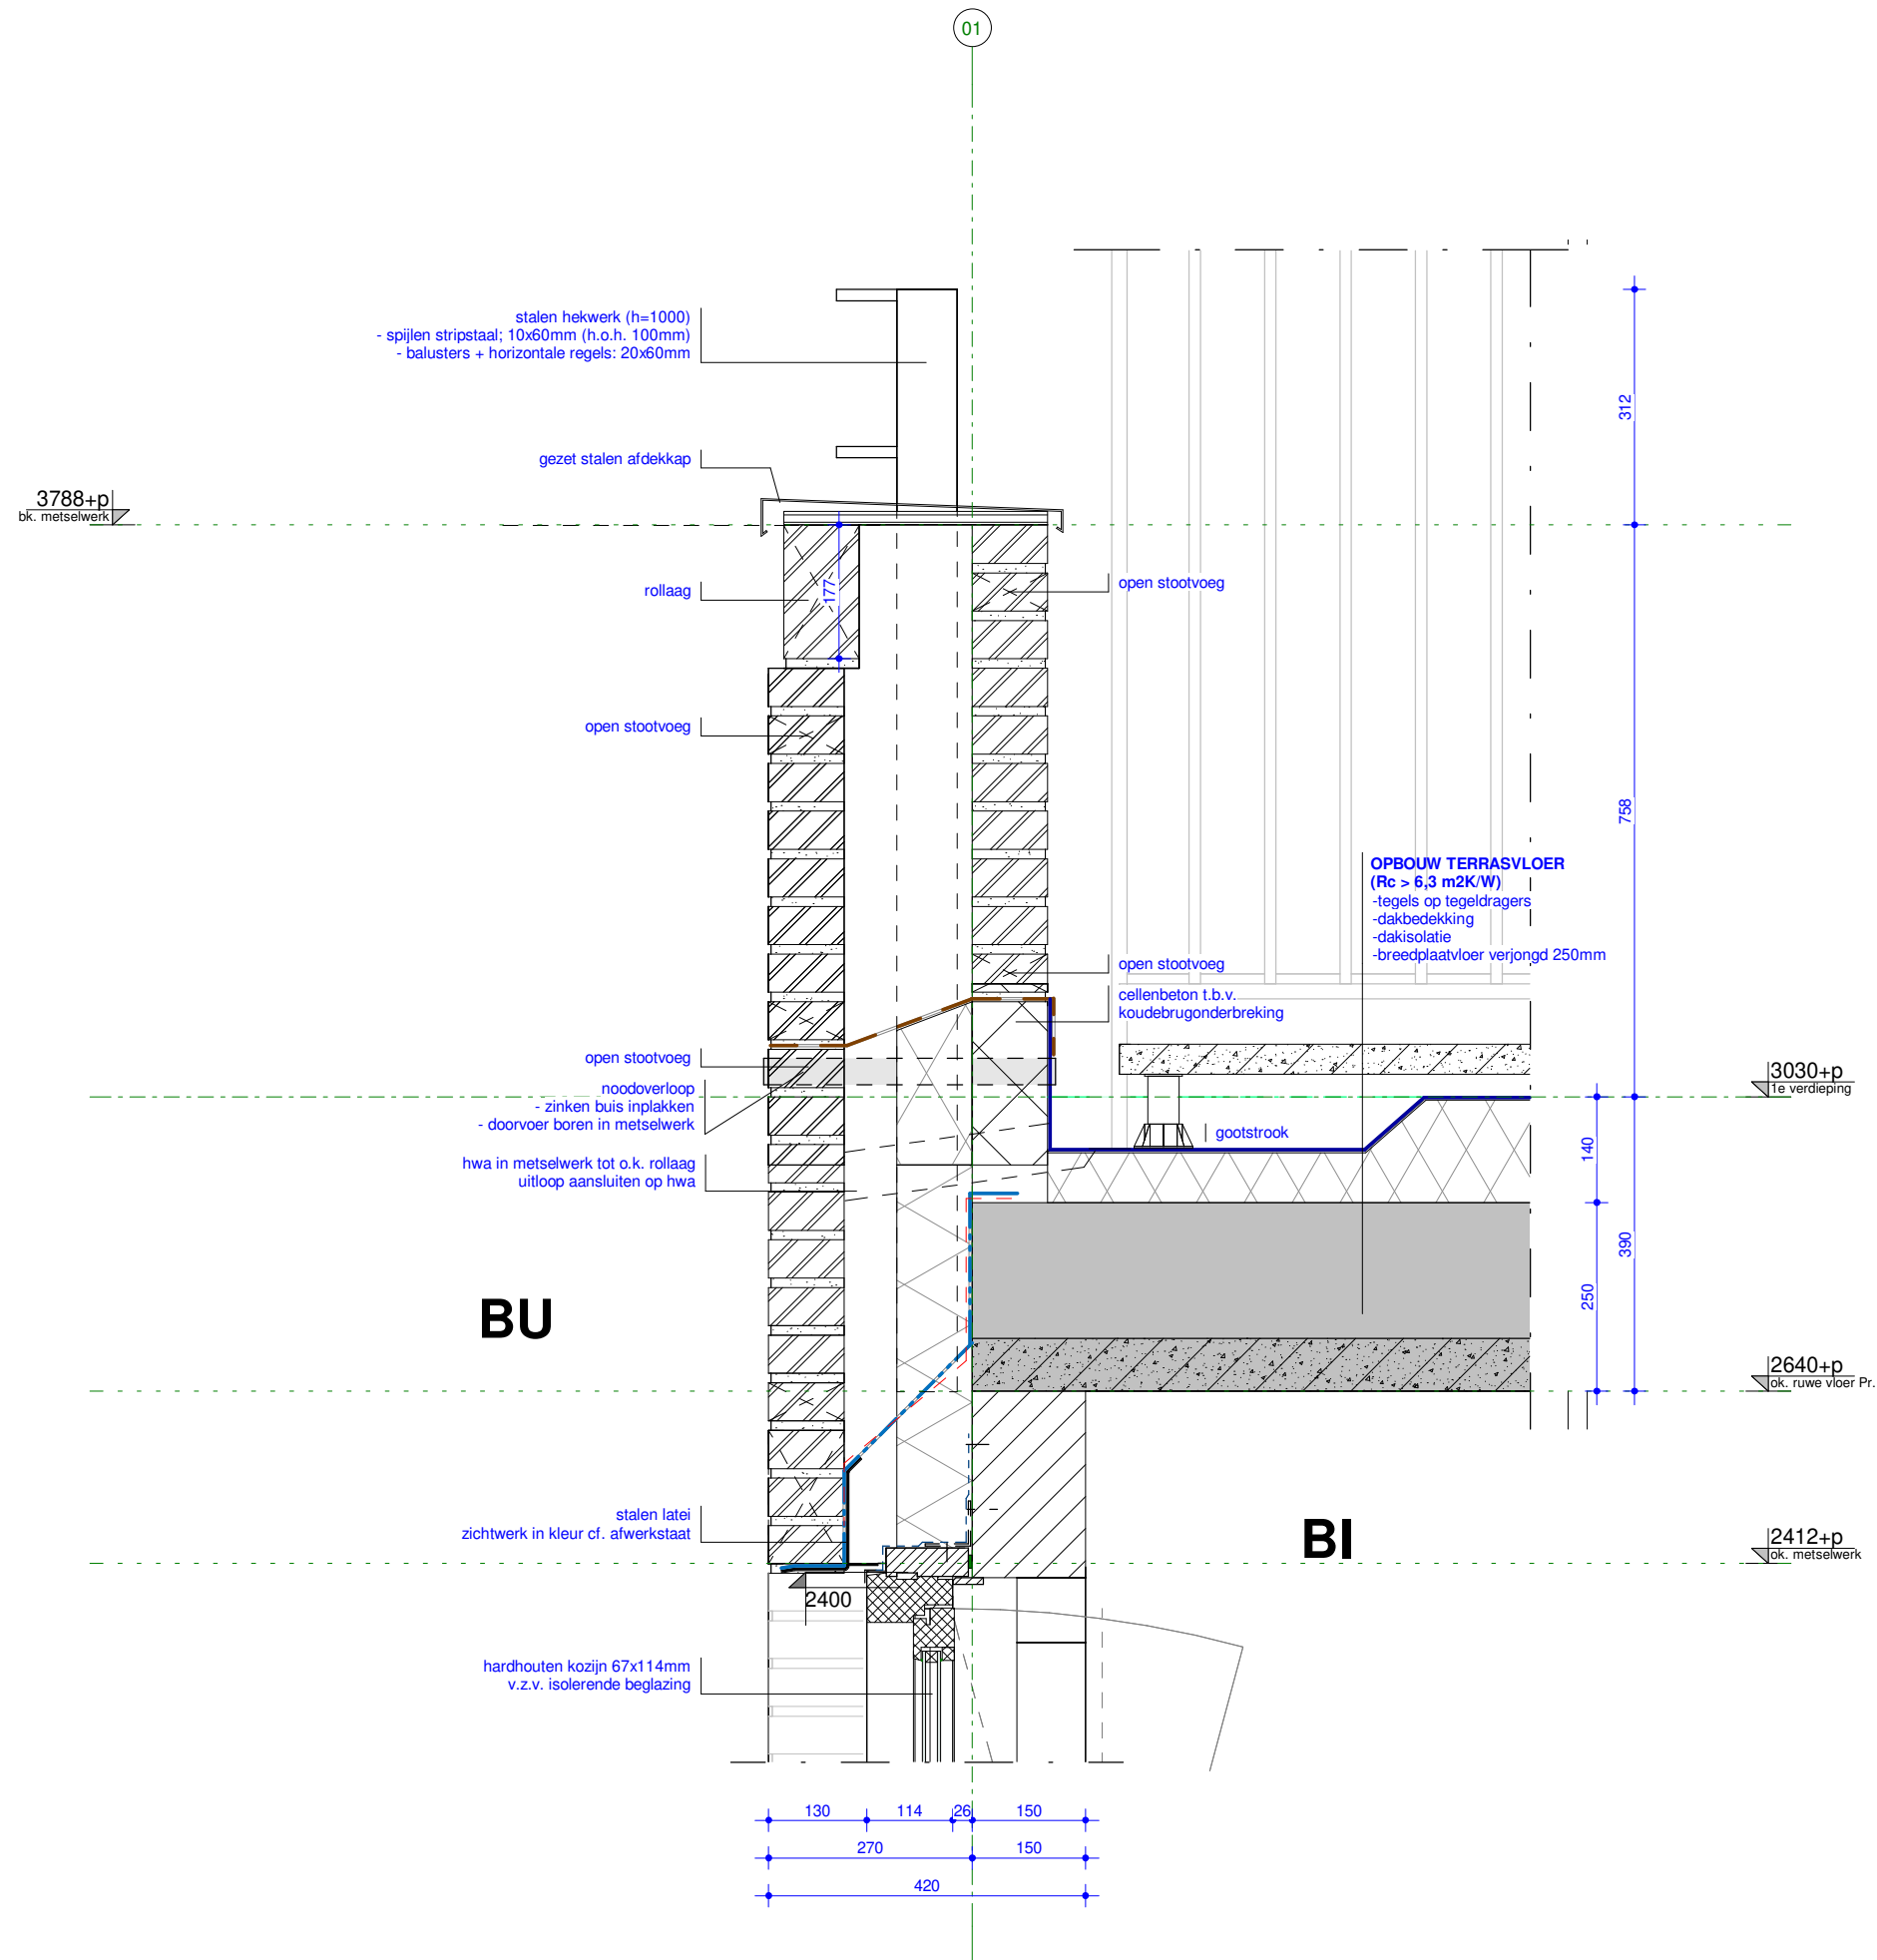 01
stalen hekwerk (h=1000)
- spijlen stripstaal; 10x60mm (h.o.h. 100mm)
- balusters + horizontale regels: 20x60mm
312
gezet stalen afdekkap
3788+p
bk. metselwerk
rollaag
177
open stootvoeg
open stootvoeg
758
OPBOUW TERRASVLOER
(Rc > 6,3 m2K/W)
-tegels op tegeldragers
-dakbedekking
-dakisolatie
-breedplaatvloer verjongd 250mm
open stootvoeg
cellenbeton t.b.v.
koudebrugonderbreking
open stootvoeg
noodoverloop
- zinken buis inplakken
- doorvoer boren in metselwerk
3030+p
1e verdieping
gootstrook
140
hwa in metselwerk tot o.k. rollaag
uitloop aansluiten op hwa
390
250
BU
2640+p
ok. ruwe vloer Pr.
stalen latei
zichtwerk in kleur cf. afwerkstaat
BI
2412+p
ok. metselwerk
2400
hardhouten kozijn 67x114mm
v.z.v. isolerende beglazing
130
114
26
150
270
150
420